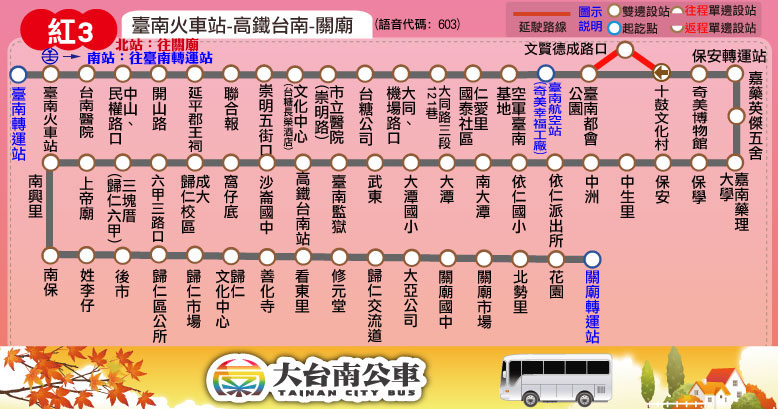 紅3
臺南火車站-高鐵台南-關廟
(語音代碼: 603)
延駛路線
圖示說明
雙邊設站
往程單邊設站
起訖點
返程單邊設站
北站:往關廟
南站:往臺南轉運站
文賢德成路口
保安轉運站
臺南轉運站
臺南火車站
台南醫院
中山、民權路口
開山路
延平郡王祠
聯合報
崇明五街口
文化中心(台糖長榮酒店)
市立醫院(崇明路)
台糖公司
大同、機場路口
大同路三段121巷
仁愛里國泰社區
空軍臺南基地
臺南航空站(奇美幸福工廠)
臺南都會公園
十鼓文化村
奇美博物館
嘉藥英傑五舍
南興里
上帝廟
三塊厝(歸仁六甲)
六甲三路口
成大歸仁校區
窩仔底
沙崙國中
高鐵台南站
臺南監獄
武東
大潭國小
大潭
南大潭
依仁國小
依仁派出所
中洲
中生里
保安
保學
嘉南藥理大學
南保
姓李仔
後市
歸仁區公所
歸仁市場
歸仁文化中心
善化寺
看東里
修元堂
歸仁交流道
大亞公司
關廟國中
關廟市場
北勢里
花園
關廟轉運站
大台南公車
TAINAN CITY BUS